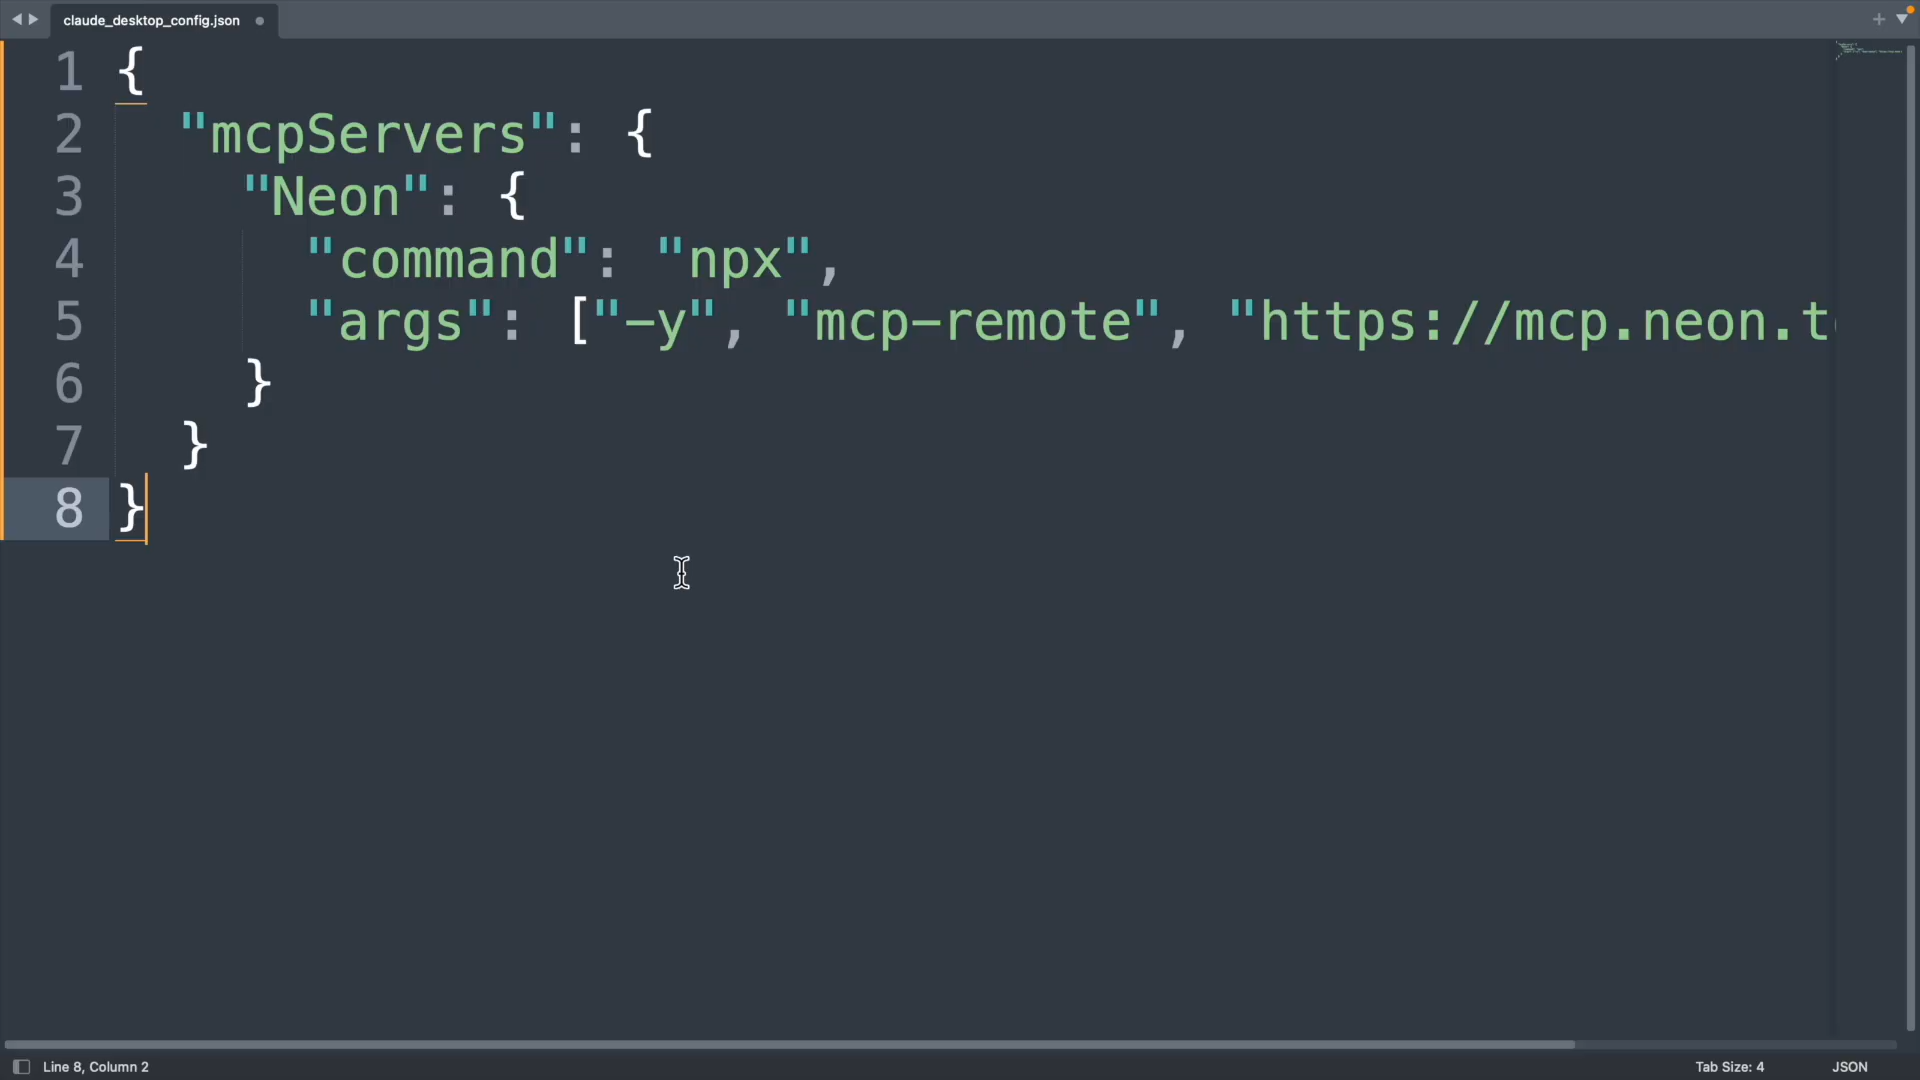 claude_desktop_config.json
1 {
2 "mcpServers": {
3 "Neon": {
4 "command": "npx",
5 "args": ["-y", "mcp-remote", "https://mcp.neon.t
6 }
7 }
8 }
Line 8, Column 2
Tab Size: 4
JSON